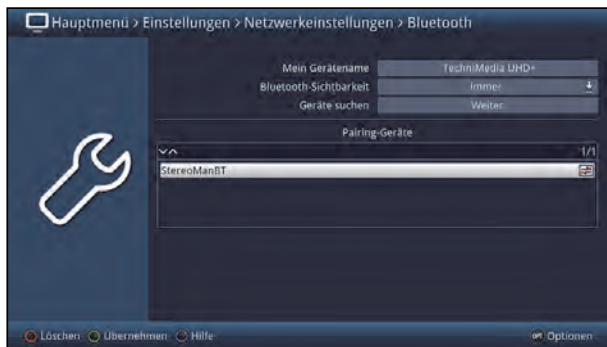 Hauptmenü > Einstellungen > Netzwerkeinstellungen > Bluetooth
Mein Gerätename TechniMedia UHD+
Bluetooth-Sichtbarkeit Immer
Geräte suchen Weiter
Pairing-Geräte
1/1
StereoManBT
Löschen Übernehmen Hilfe OPT Optionen